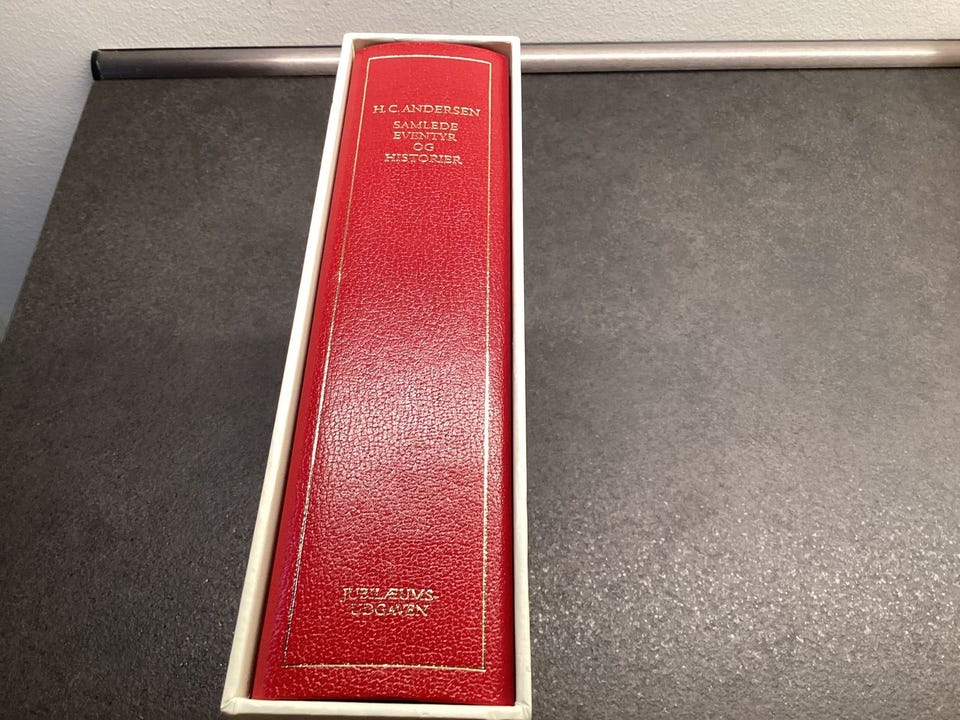 H. C. ANDERSEN
SAMLEDE
EVENTYR
OG
HISTORIER
JUBILÆUMS-
UDGAVEN